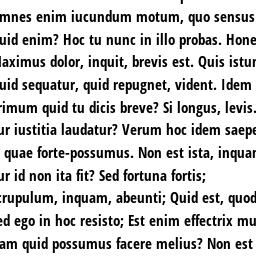 mnes enim iucundum motum, quo sensus
uid enim? Hoc tu nunc in illo probas. Hone
Maximus dolor, inquit, brevis est. Quis istur
uid sequatur, quid repugnet, vident. Idem
rimum quid tu dicis breve? Si longus, levis.
ur iustitia laudatur? Verum hoc idem saepe
quae forte-possumus. Non est ista, inquan
ur id non ita fit? Sed fortuna fortis;
crupulum, inquam, abeunti; Quid est, quod
ed ego in hoc resisto; Est enim effectrix mu
am quid possumus facere melius? Non est